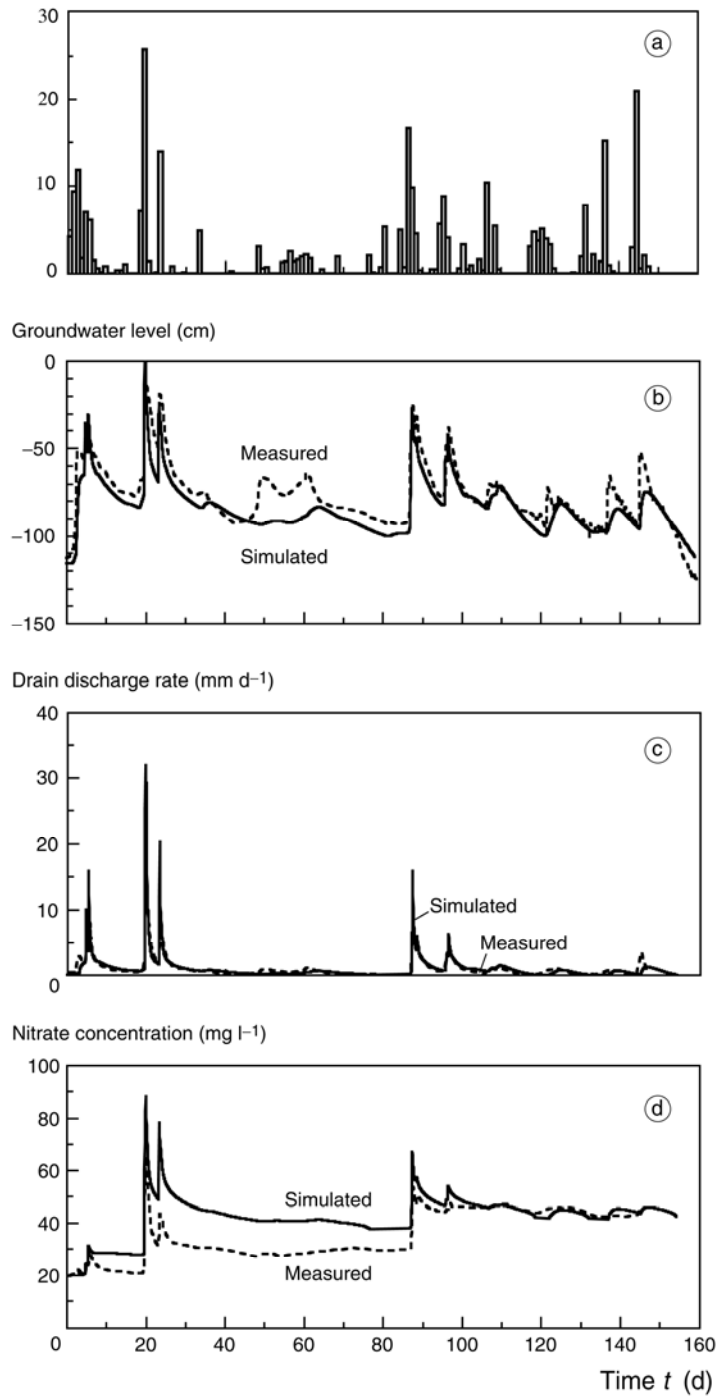 30
20
10
0
a
Groundwater level (cm)
0
–50
–100
–150
b
Measured
Simulated
Drain discharge rate (mm d–1)
40
30
20
10
0
c
Simulated
Measured
Nitrate concentration (mg l–1)
100
80
60
40
20
d
Simulated
Measured
0 20 40 60 80 100 120 140 160
Time t (d)